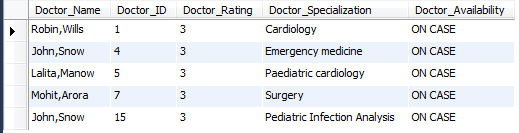 Doctor_Name Doctor_ID Doctor_Rating Doctor_Specialization Doctor_Availability
Robin,Wills 1 3 Cardiology ON CASE
John,Snow 4 3 Emergency medicine ON CASE
Lalita,Manow 5 3 Paediatric cardiology ON CASE
Mohit,Arora 7 3 Surgery ON CASE
John,Snow 15 3 Pediatric Infection Analysis ON CASE